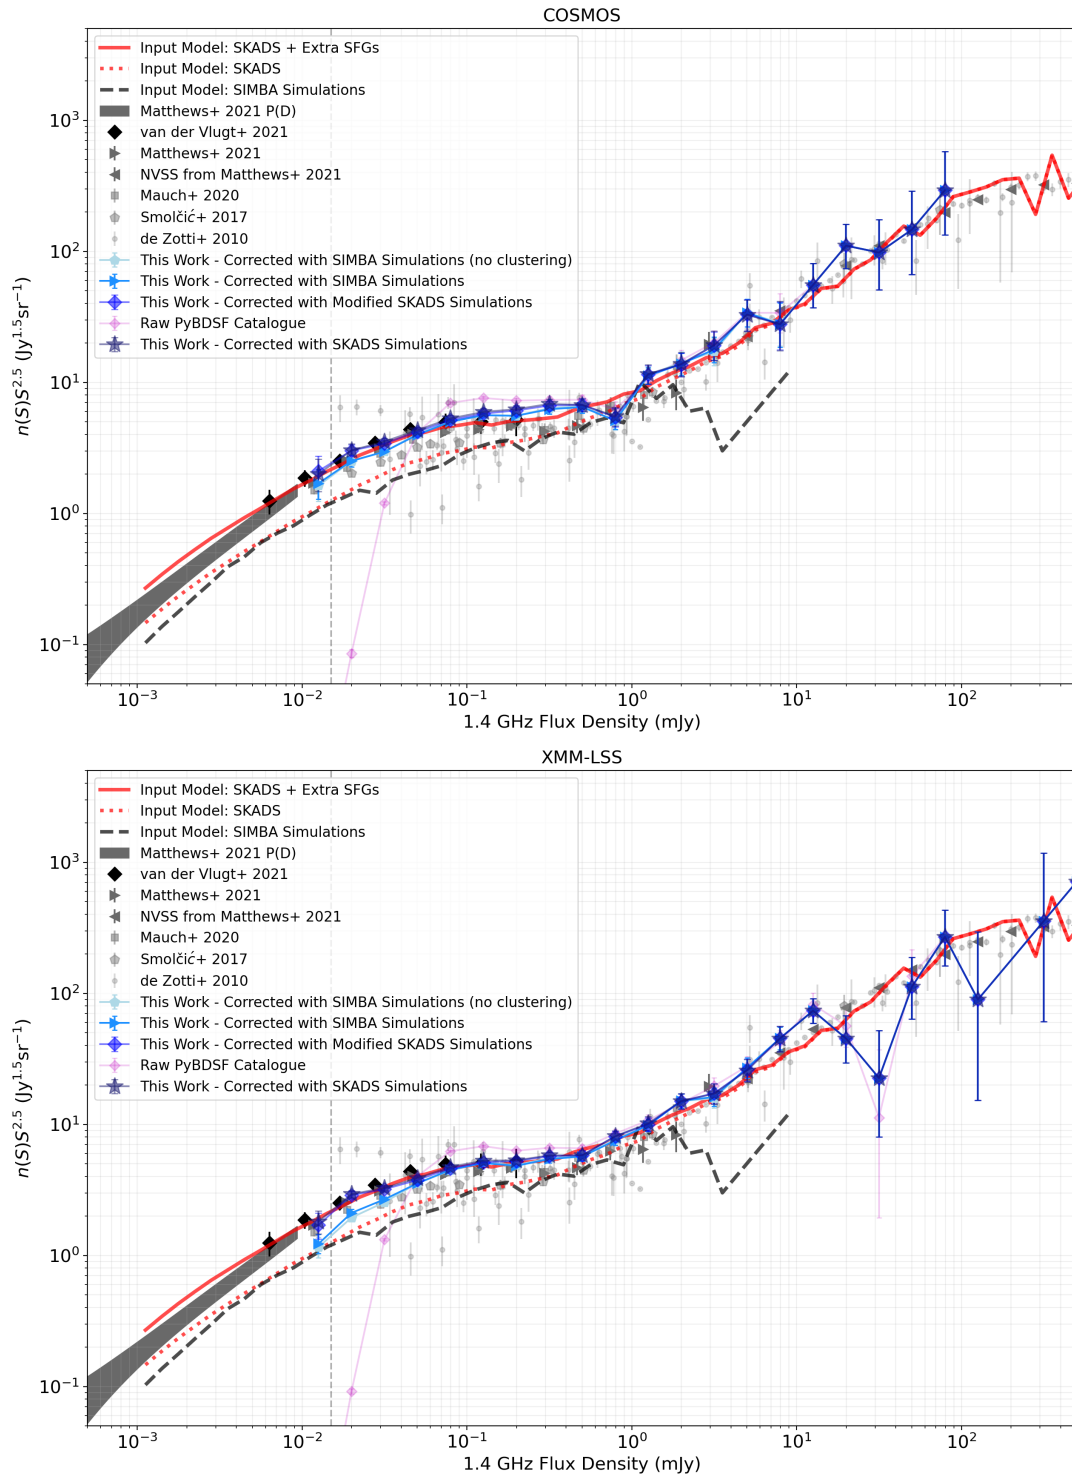 COSMOS
Input Model: SKADS + Extra SFGs
Input Model: SKADS
Input Model: SIMBA Simulations
Matthews+ 2021 P(D)
van der Vlugt+ 2021
Matthews+ 2021
NVSS from Matthews+ 2021
Mauch+ 2020
Smolčić+ 2017
de Zotti+ 2010
This Work - Corrected with SIMBA Simulations (no clustering)
This Work - Corrected with SIMBA Simulations
This Work - Corrected with Modified SKADS Simulations
Raw PyBDSF Catalogue
This Work - Corrected with SKADS Simulations
10³
10²
10¹
10⁰
10⁻¹
n(S)S²·⁵ (Jy¹·⁵sr⁻¹)
10⁻³ 10⁻² 10⁻¹ 10⁰ 10¹ 10²
1.4 GHz Flux Density (mJy)
XMM-LSS
Input Model: SKADS + Extra SFGs
Input Model: SKADS
Input Model: SIMBA Simulations
Matthews+ 2021 P(D)
van der Vlugt+ 2021
Matthews+ 2021
NVSS from Matthews+ 2021
Mauch+ 2020
Smolčić+ 2017
de Zotti+ 2010
This Work - Corrected with SIMBA Simulations (no clustering)
This Work - Corrected with SIMBA Simulations
This Work - Corrected with Modified SKADS Simulations
Raw PyBDSF Catalogue
This Work - Corrected with SKADS Simulations
10³
10²
10¹
10⁰
10⁻¹
n(S)S²·⁵ (Jy¹·⁵sr⁻¹)
10⁻³ 10⁻² 10⁻¹ 10⁰ 10¹ 10²
1.4 GHz Flux Density (mJy)